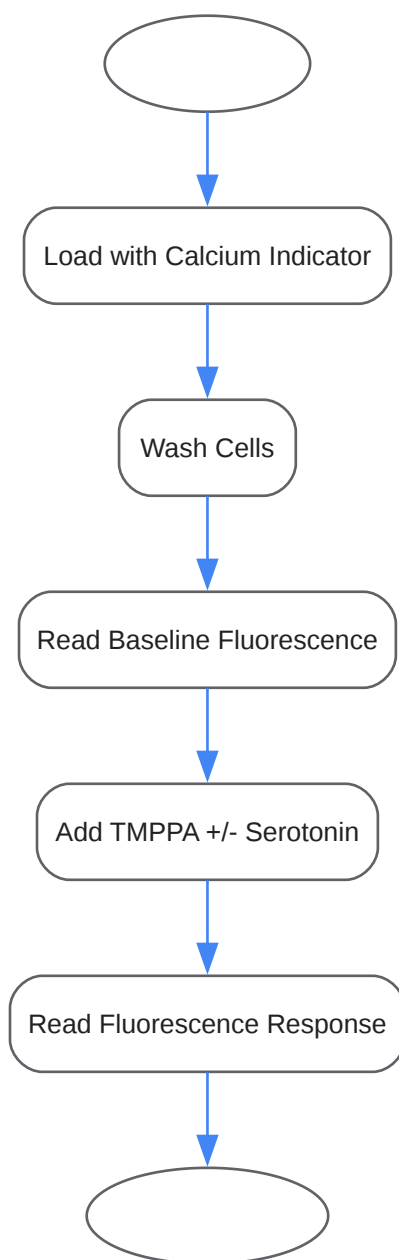 Load with Calcium Indicator
Wash Cells
Read Baseline Fluorescence
Add TMPPA +/- Serotonin
Read Fluorescence Response